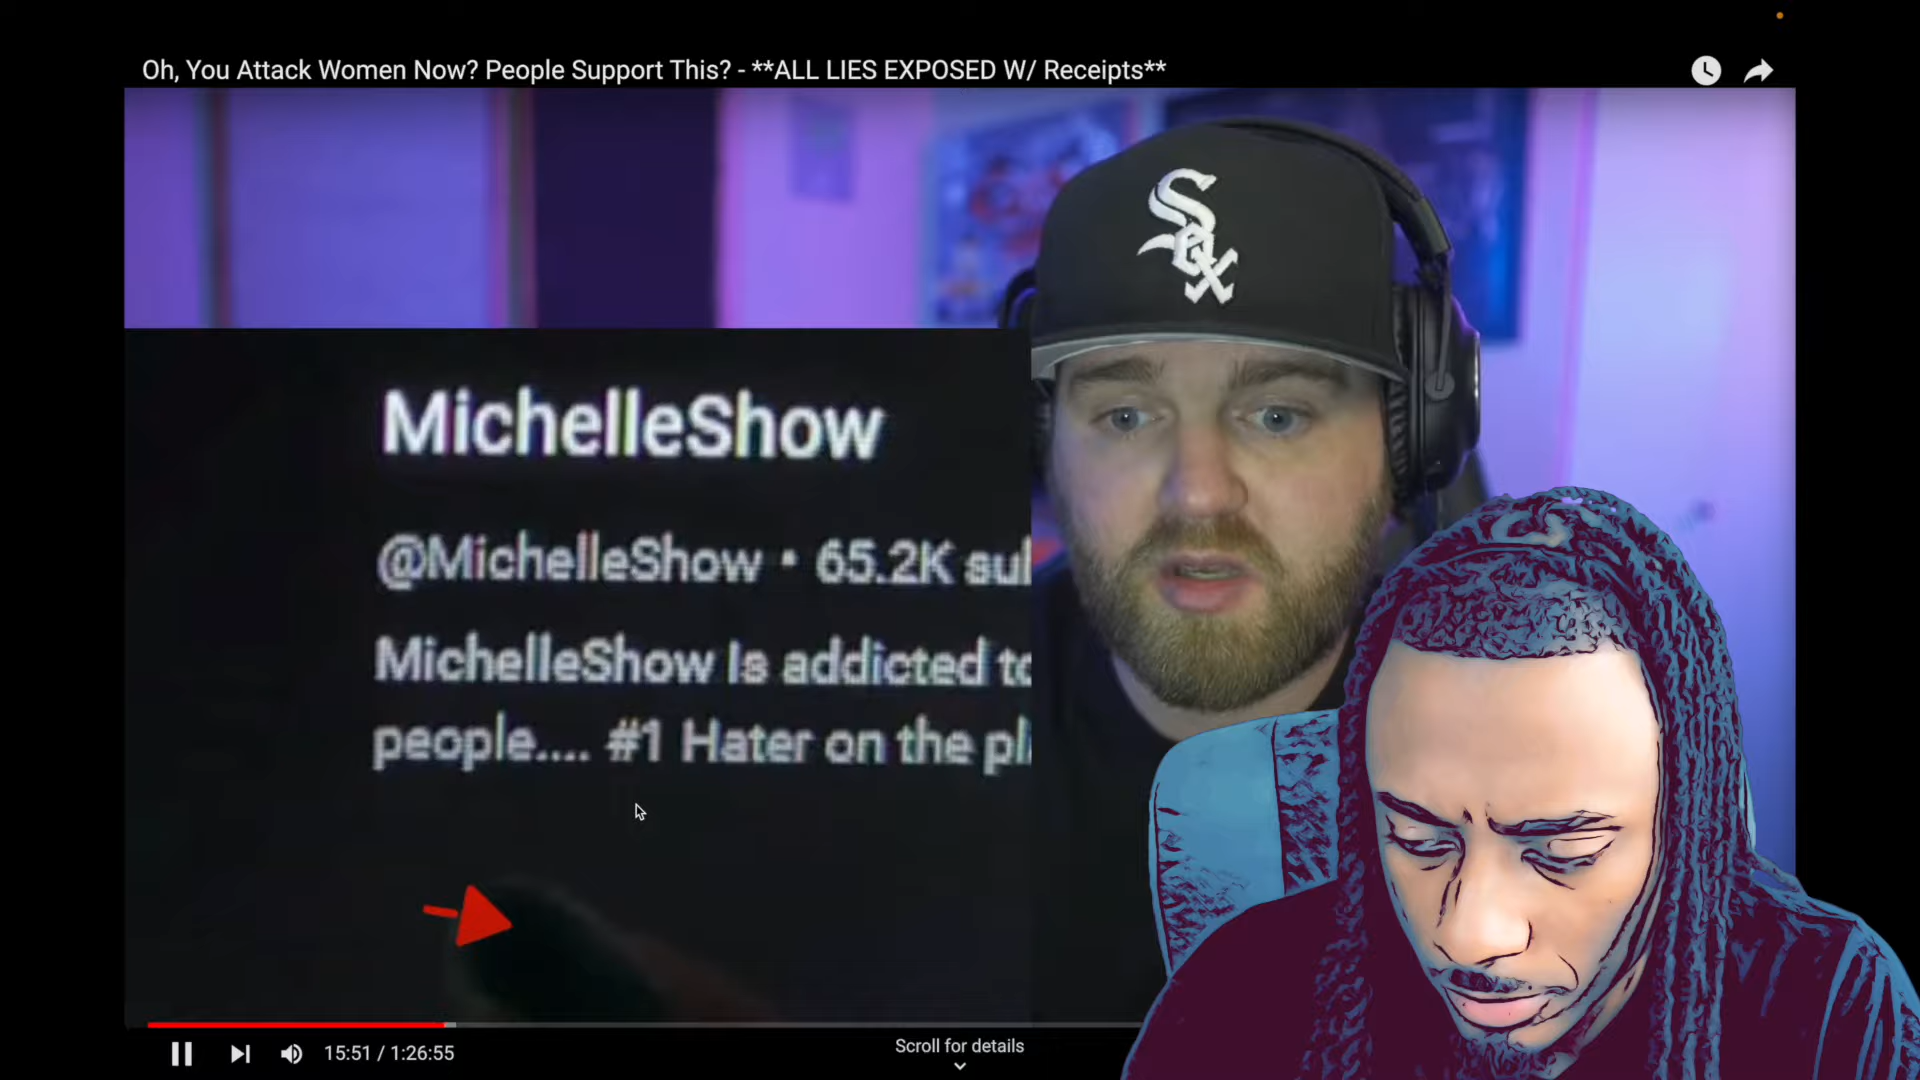 Oh, You Attack Women Now? People Support This? - **ALL LIES EXPOSED W/ Receipts**
Sox
MichelleShow
@MichelleShow • 65.2K
MichelleShow Is addicted
people.... #1 Hater on the
15:51 / 1:26:55
Scroll for details